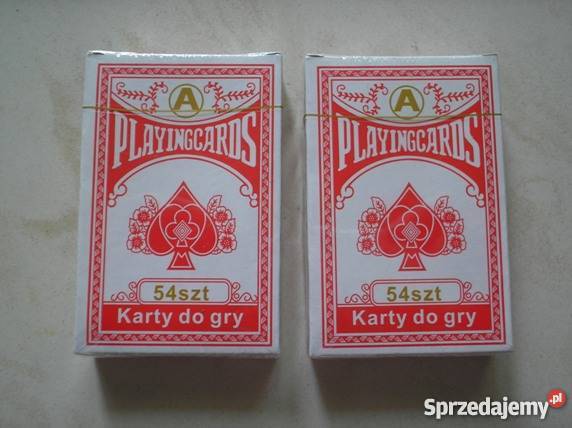 A
PLAYINGCARDS
54szt
Karty do gry
A
PLAYINGCARDS
54szt
Karty do gry
Sprzedajemy.pl